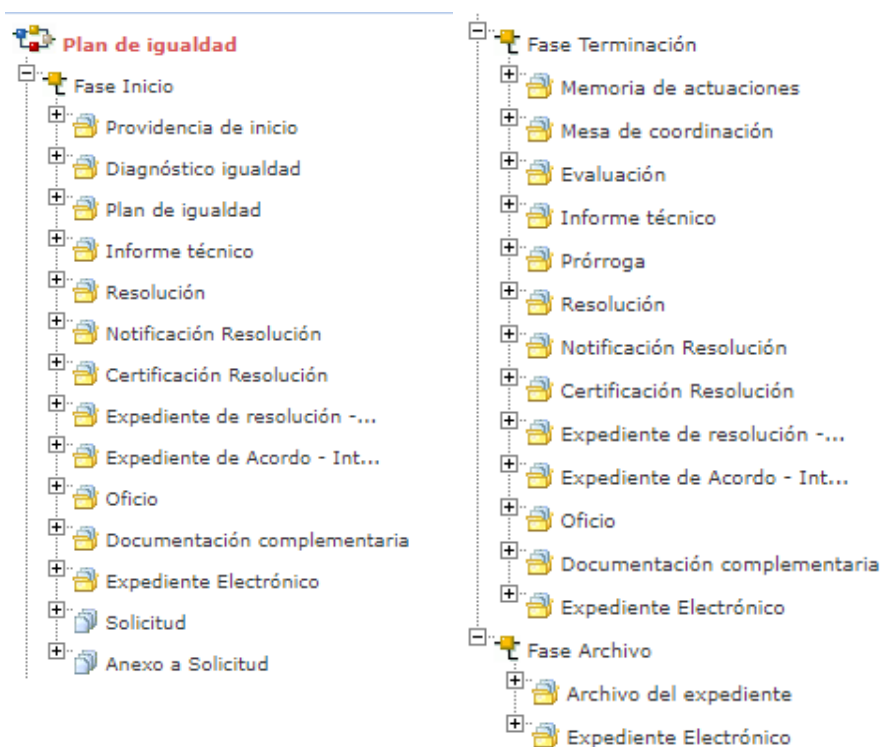 Plan de igualdad
Fase Inicio
Providencia de inicio
Diagnóstico igualdad
Plan de igualdad
Informe técnico
Resolución
Notificación Resolución
Certificación Resolución
Expediente de resolución -...
Expediente de Acordo - Int...
Oficio
Documentación complementaria
Expediente Electrónico
Solicitud
Anexo a Solicitud
Fase Terminación
Memoria de actuaciones
Mesa de coordinación
Evaluación
Informe técnico
Prórroga
Resolución
Notificación Resolución
Certificación Resolución
Expediente de resolución -...
Expediente de Acordo - Int...
Oficio
Documentación complementaria
Expediente Electrónico
Fase Archivo
Archivo del expediente
Expediente Electrónico